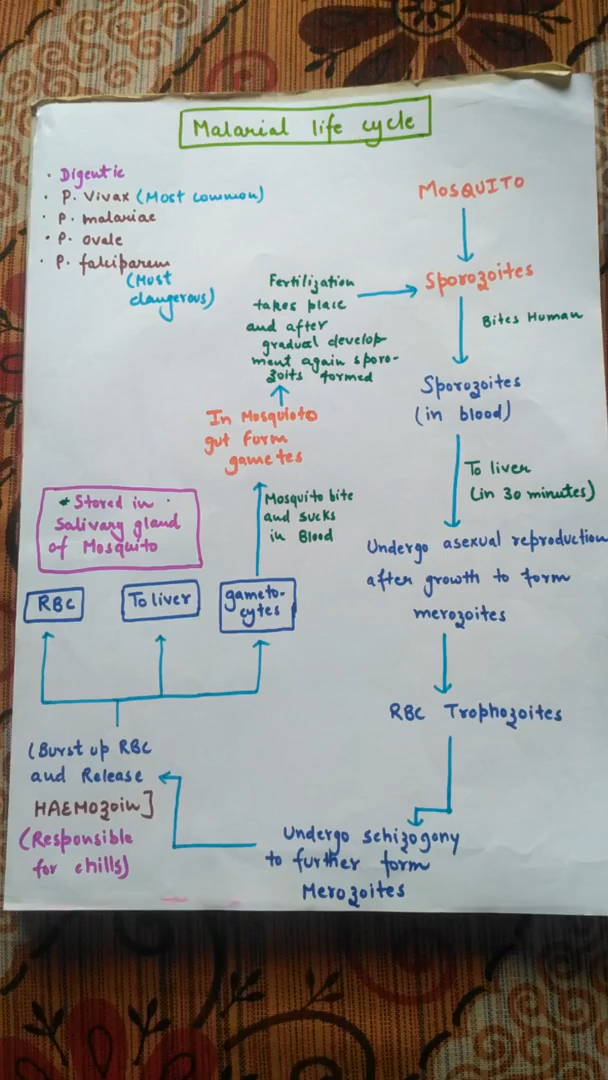 Malarial life cycle
• Digentic
• P. Vivax (Most common)
• P. malariae
• P. ovale
• P. falciparem
(Most
dangerous)
MOSQUITO
Sporozoites
Bites Human
Sporozoites
(in blood)
To liver
(in 30 minutes)
Undergo asexual reproduction
after growth to form
merozoites
RBC Trophozoites
Undergo schizogony
to further form
Merozoites
(Burst up RBC
and Release
HAEMOzoin]
(Responsible
for chills)
RBC
To liver
gameto-
cytes
Mosquito bite
and sucks
in Blood
In Mosquioto
gut form
gametes
Fertilization
takes place
and after
gradual develop-
ment again sporo-
zoits formed
* Stored in
Salivary gland
of Mosquito